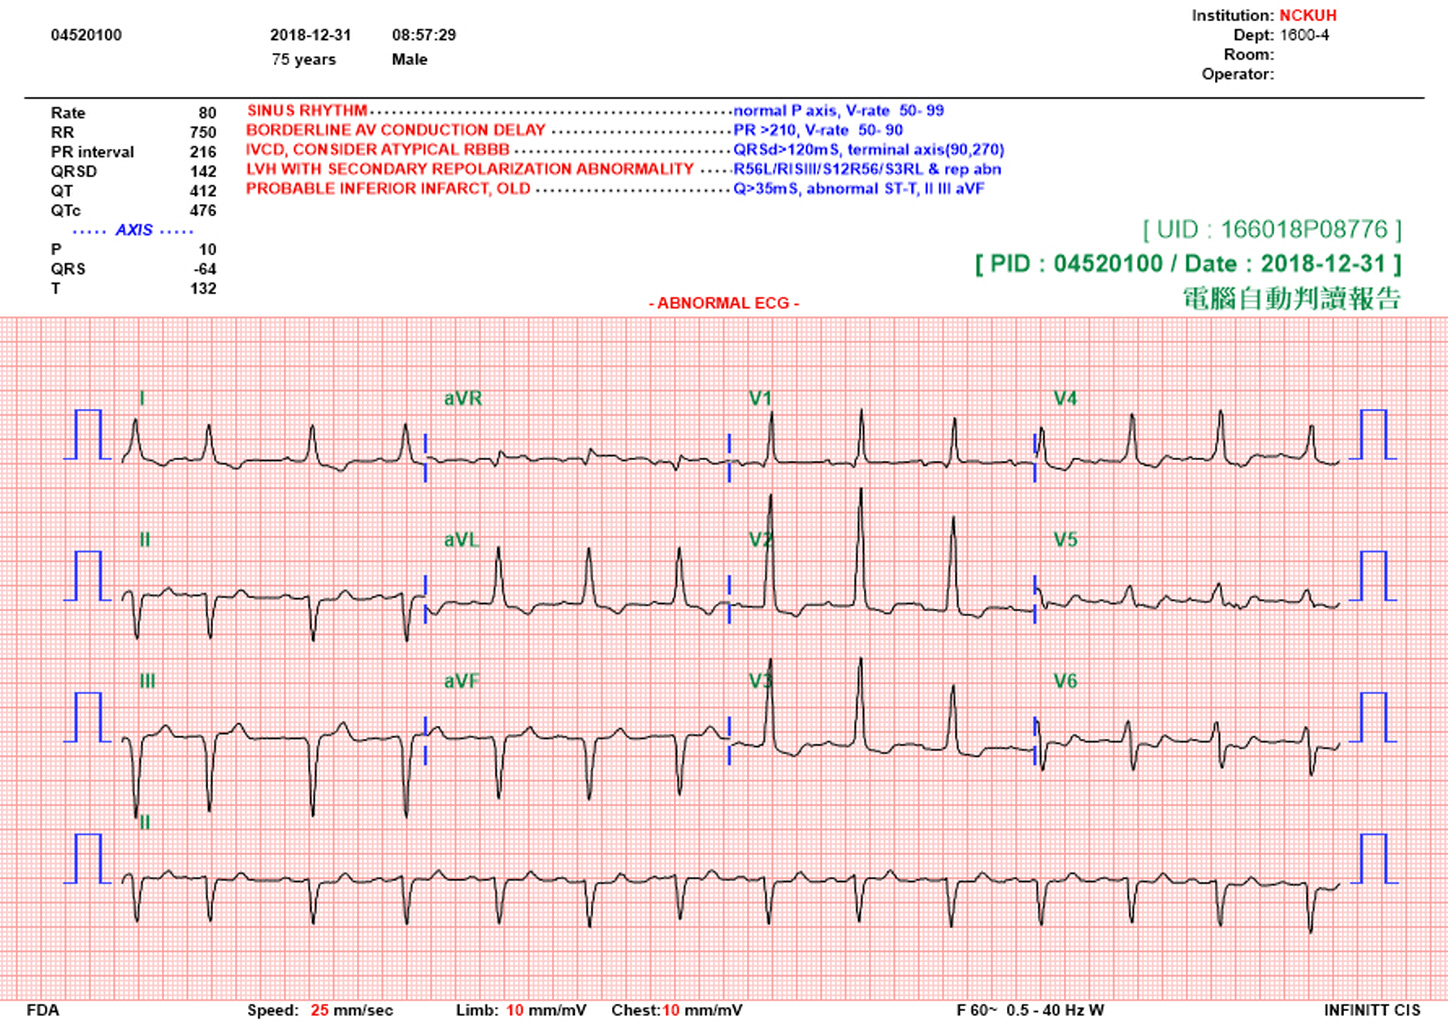 Institution: NCKUH
04520100 2018-12-31 08:57:29 Dept: 1600-4
75 years Male Room:
Operator:
Rate 80 SINUS RHYTHM normal P axis, V-rate 50- 99
RR 750 BORDERLINE AV CONDUCTION DELAY PR >210, V-rate 50- 90
PR interval 216 IVCD, CONSIDER ATYPICAL RBBB QRSd>120mS, terminal axis(90,270)
QRSD 142 LVH WITH SECONDARY REPOLARIZATION ABNORMALITY R56L/RISIII/S12R56/S3RL & rep abn
QT 412 PROBABLE INFERIOR INFARCT, OLD Q>35mS, abnormal ST-T, II III aVF
QTc 476
AXIS
[ UID : 166018P08776 ]
P 10
QRS -64
[ PID : 04520100 / Date : 2018-12-31 ]
T 132
電腦自動判讀報告
- ABNORMAL ECG -
I aVR V1 V4
II aVL V2 V5
III aVF V3 V6
II
FDA Speed: 25 mm/sec Limb: 10 mm/mV Chest:10 mm/mV F 60~ 0.5 - 40 Hz W INFINITT CIS